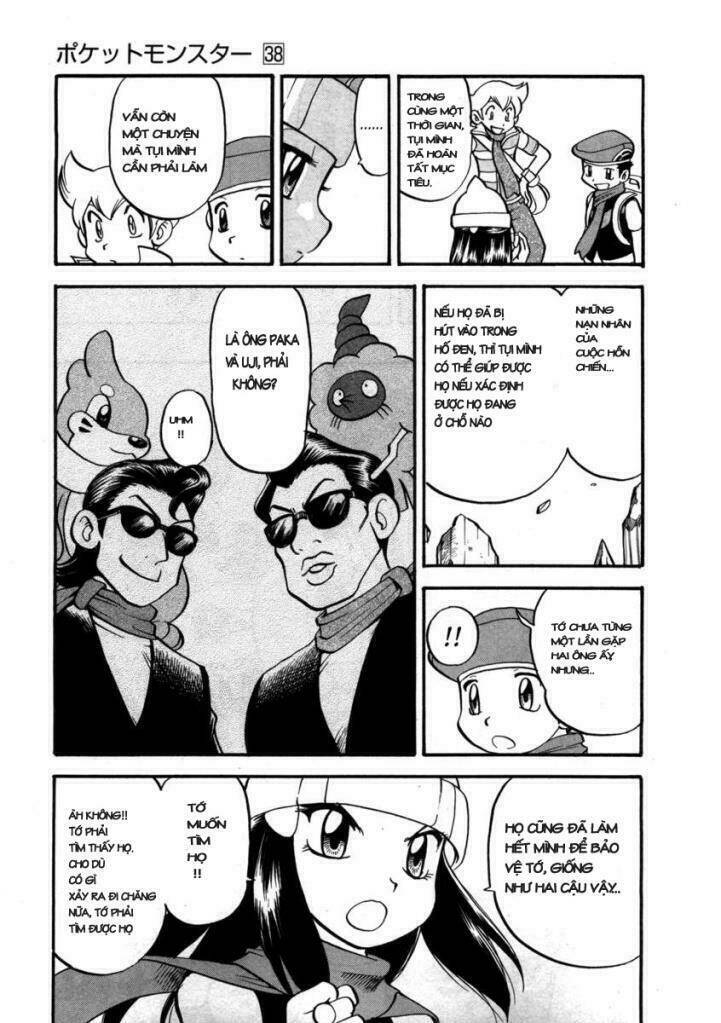 ポケットモンスター 38
TRONG
CÙNG MỘT
THỜI GIAN,
TỤI MÌNH
ĐÃ HOÀN
TẤT MỤC
TIÊU.
......
VẪN CÒN
MỘT CHUYỆN
MÀ TỤI MÌNH
CẦN PHẢI LÀM
NHỮNG
NẠN NHÂN
CỦA
CUỘC HỖN
CHIẾN...
NẾU HỌ ĐÃ BỊ
HÚT VÀO TRONG
HỐ ĐEN, THÌ TỤI MÌNH
CÓ THỂ GIÚP ĐƯỢC
HỌ NẾU XÁC ĐỊNH
ĐƯỢC HỌ ĐANG
Ở CHỖ NÀO
LÀ ÔNG PAKA
VÀ UJI, PHẢI
KHÔNG?
UHM
!!
TỚ CHƯA TỪNG
MỘT LẦN GẶP
HAI ÔNG ẤY
NHƯNG..
!!
HỌ CŨNG ĐÃ LÀM
HẾT MÌNH ĐỂ BẢO
VỆ TỚ, GIỐNG
NHƯ HAI CẬU VẬY..
TỚ
MUỐN
TÌM
HỌ
!!
ÀH KHÔNG!!
TỚ PHẢI
TÌM THẤY HỌ.
CHO DÙ
CÓ GÌ
XẢY RA ĐI CHĂNG
NỮA, TỚ PHẢI
TÌM ĐƯỢC HỌ